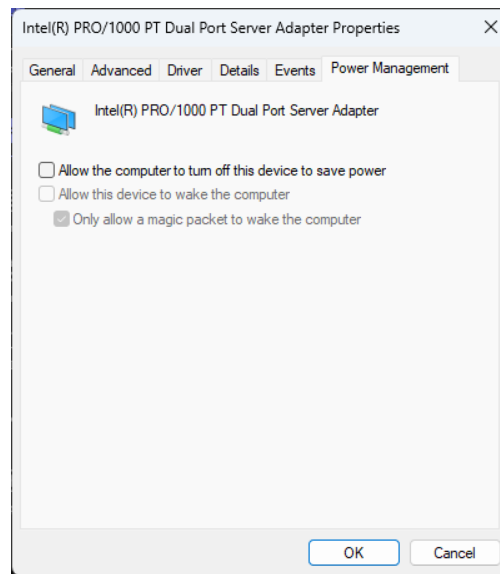 Intel(R) PRO/1000 PT Dual Port Server Adapter Properties
General Advanced Driver Details Events Power Management
Intel(R) PRO/1000 PT Dual Port Server Adapter
Allow the computer to turn off this device to save power
Allow this device to wake the computer
Only allow a magic packet to wake the computer
OK Cancel